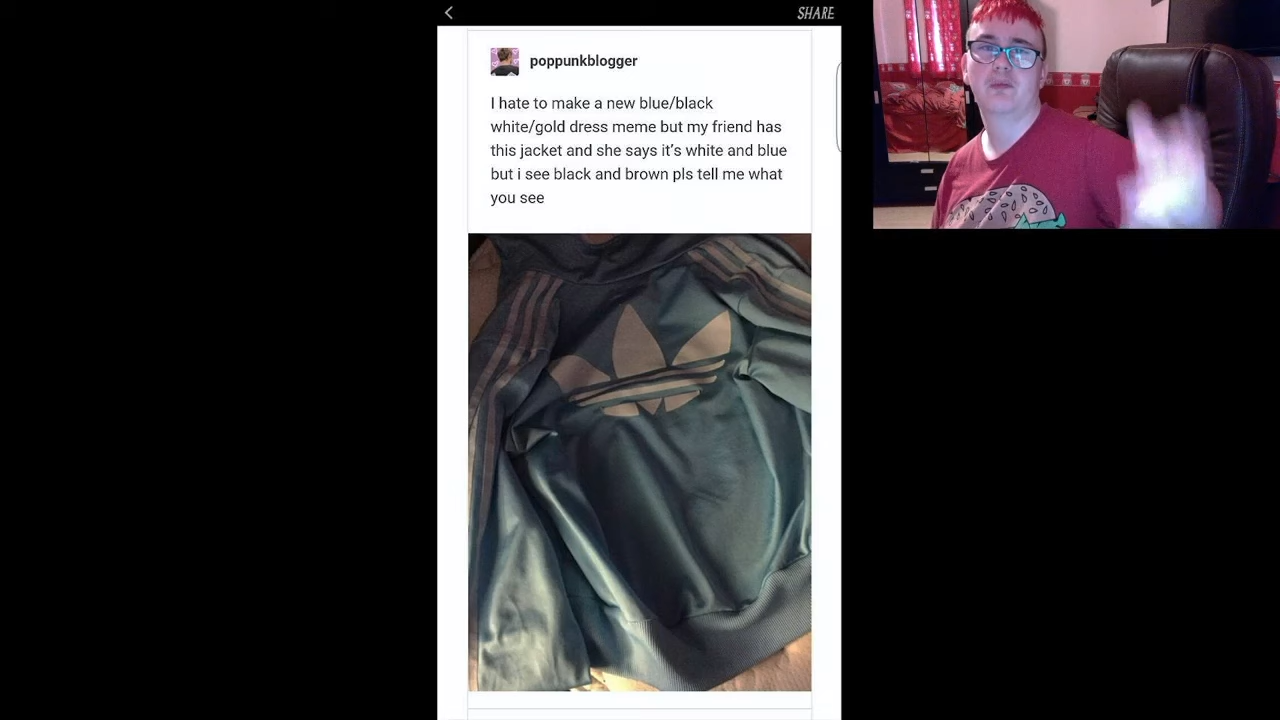 SHARE
poppunkblogger
I hate to make a new blue/black
white/gold dress meme but my friend has
this jacket and she says it’s white and blue
but i see black and brown pls tell me what
you see